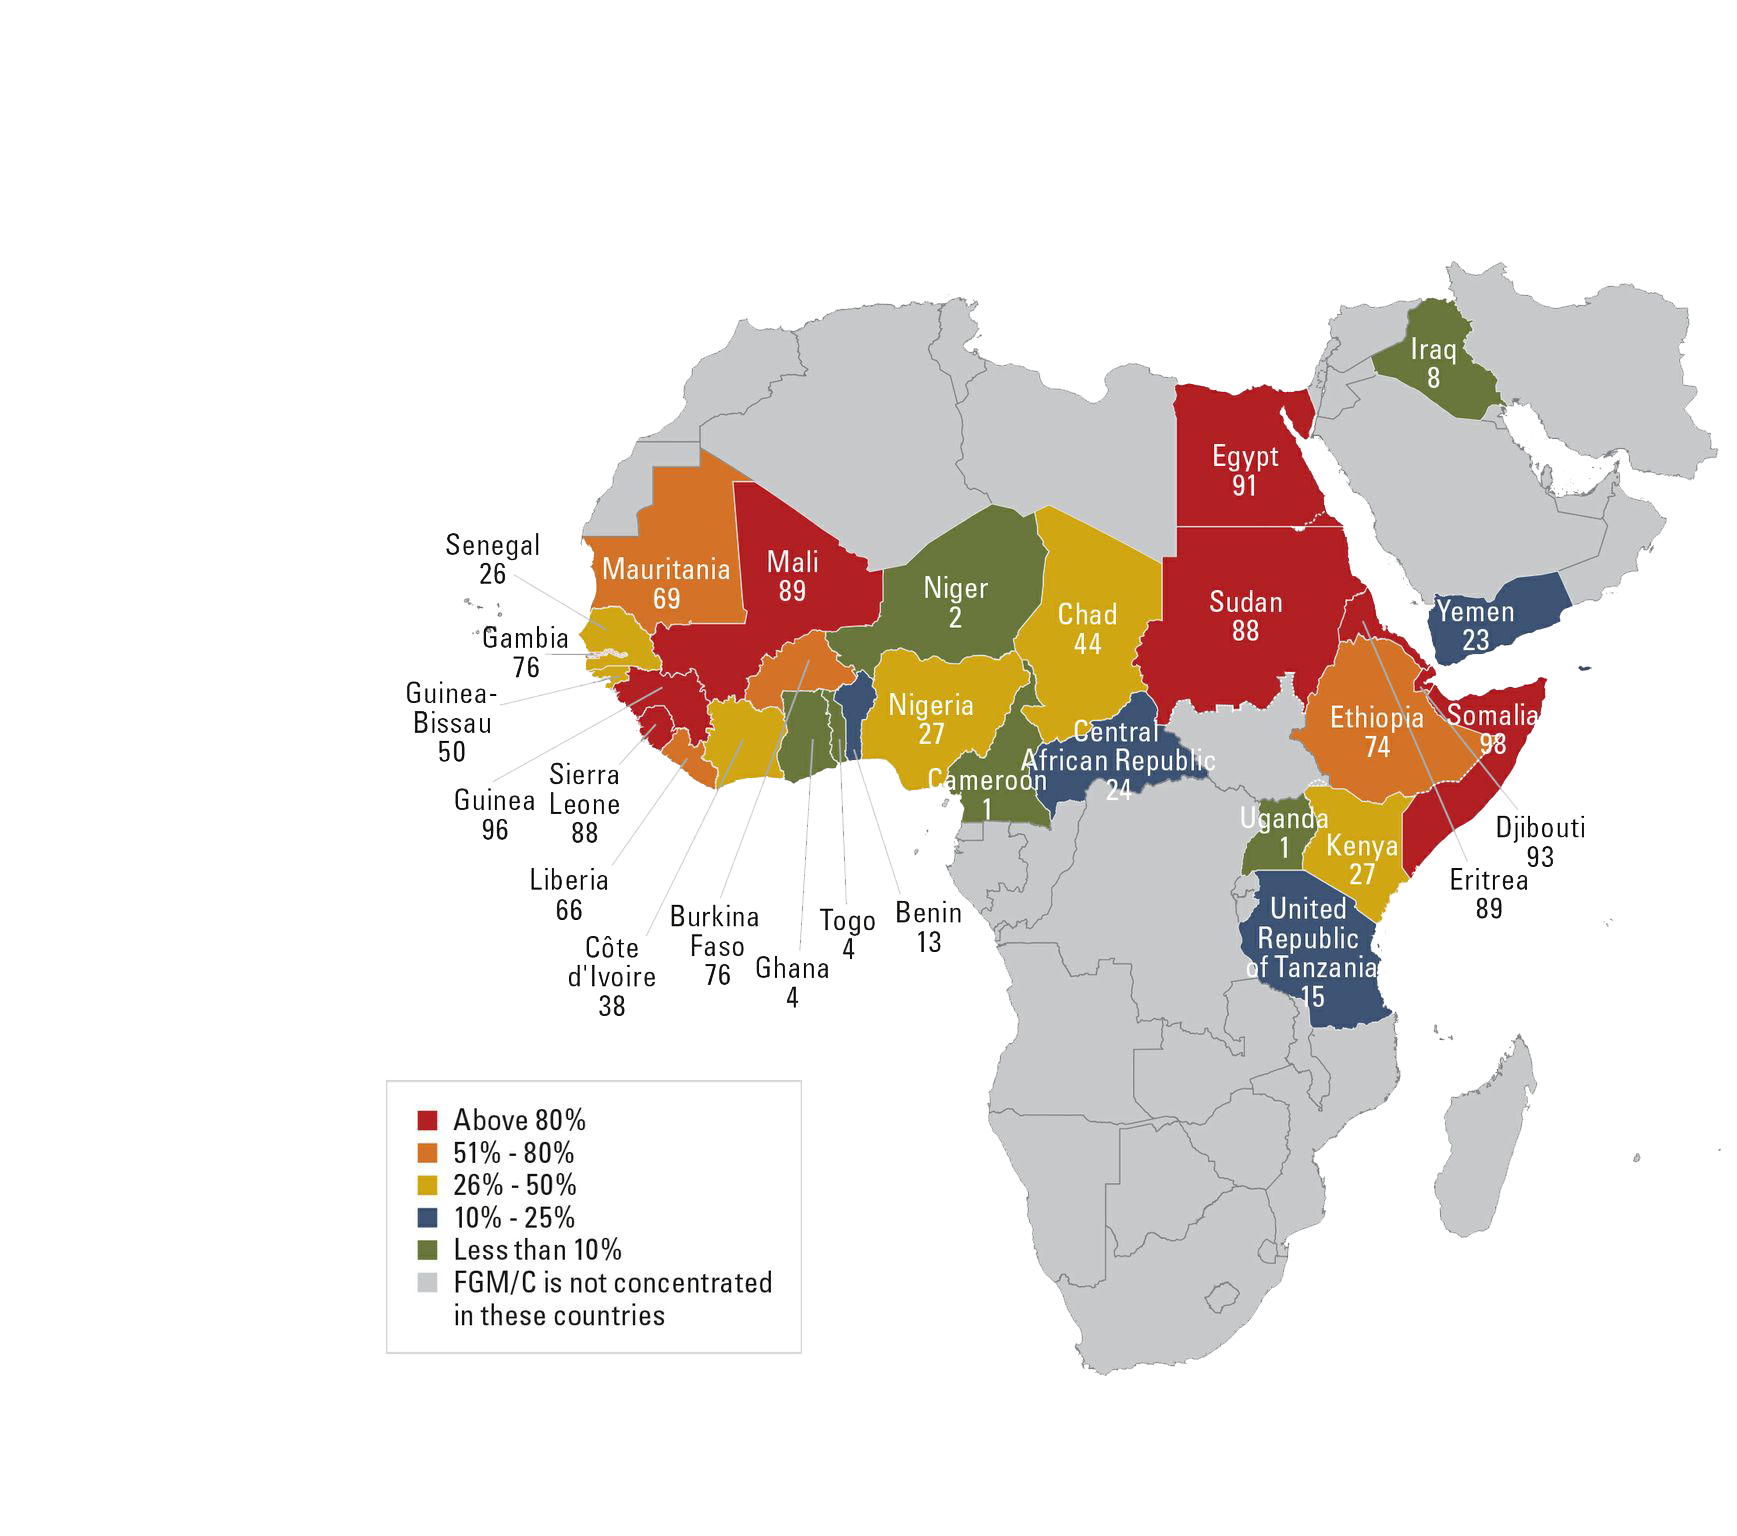 Iraq
8
Egypt
91
Senegal
26
Mauritania
69
Mali
89
Niger
2
Chad
44
Sudan
88
Yemen
23
Gambia
76
Guinea-
Bissau
50
Nigeria
27
Central
African Republic
24
Ethiopia
74
Somalia
98
Guinea
96
Sierra
Leone
88
Cameroon
1
Uganda
1
Kenya
27
Djibouti
93
Eritrea
89
Liberia
66
Côte
d'Ivoire
38
Burkina
Faso
76
Ghana
4
Togo
4
Benin
13
United
Republic
of Tanzania
15
Above 80%
51% - 80%
26% - 50%
10% - 25%
Less than 10%
FGM/C is not concentrated
in these countries